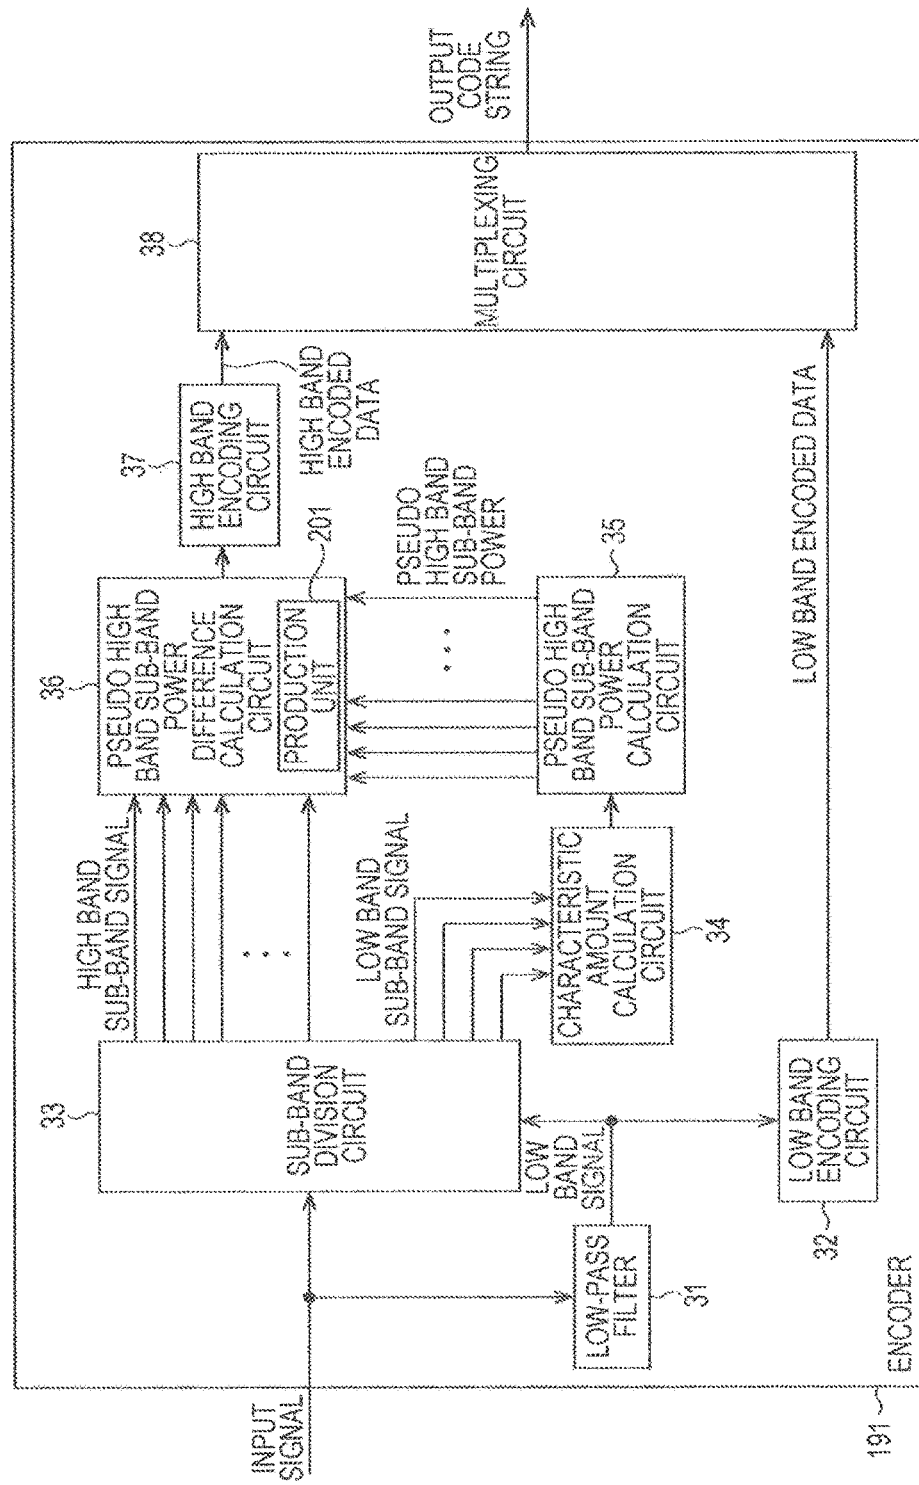 INPUT
SIGNAL
191
ENCODER
33
SUB-BAND
DIVISION
CIRCUIT
31
LOW-PASS
FILTER
LOW
BAND
SIGNAL
32
LOW BAND
ENCODING
CIRCUIT
HIGH BAND
SUB-BAND SIGNAL
LOW BAND
SUB-BAND SIGNAL
CHARACTERISTIC
AMOUNT
CALCULATION
CIRCUIT
34
36
PSEUDO HIGH
BAND SUB-BAND
POWER
DIFFERENCE
CALCULATION
CIRCUIT
PRODUCTION
UNIT
201
PSEUDO
HIGH BAND
SUB-BAND
POWER
35
PSEUDO HIGH
BAND SUB-BAND
POWER
CALCULATION
CIRCUIT
37
HIGH BAND
ENCODING
CIRCUIT
HIGH BAND
ENCODED
DATA
LOW BAND ENCODED DATA
38
MULTIPLEXING
CIRCUIT
OUTPUT
CODE
STRING